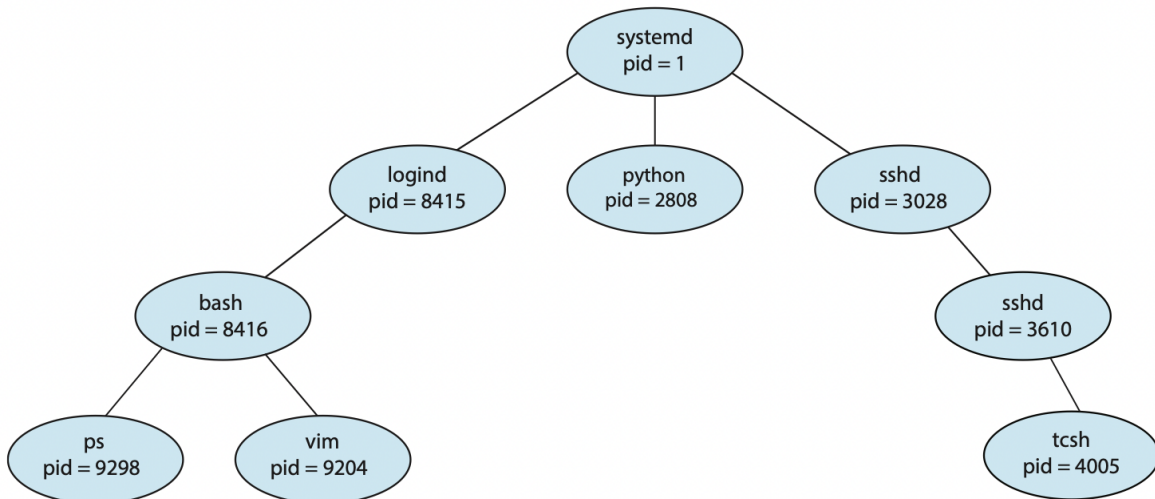 systemd
pid = 1
logind
pid = 8415
python
pid = 2808
sshd
pid = 3028
bash
pid = 8416
sshd
pid = 3610
ps
pid = 9298
vim
pid = 9204
tcsh
pid = 4005